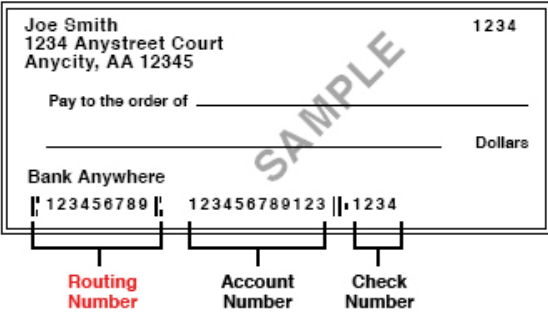 Joe Smith
1234
1234 Anystreet Court
Anycity, AA 12345
SAMPLE
Pay to the order of
Dollars
Bank Anywhere
⑆123456789⑆ 123456789123⑈1234
Routing Number
Account Number
Check Number